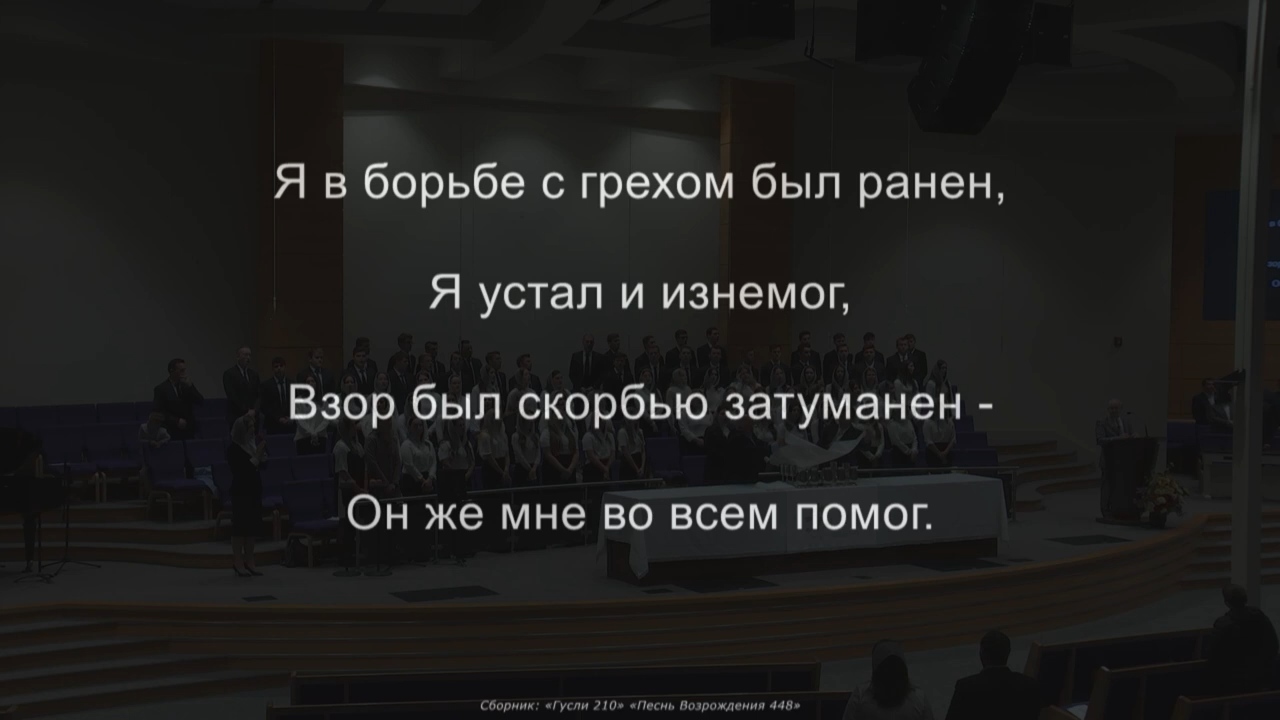 Я в борьбе с грехом был ранен,
Я устал и изнемог,
Взор был скорбью затуманен -
Он же мне во всем помог.
Сборник: «Гусли 210» «Песнь Возрождения 448»